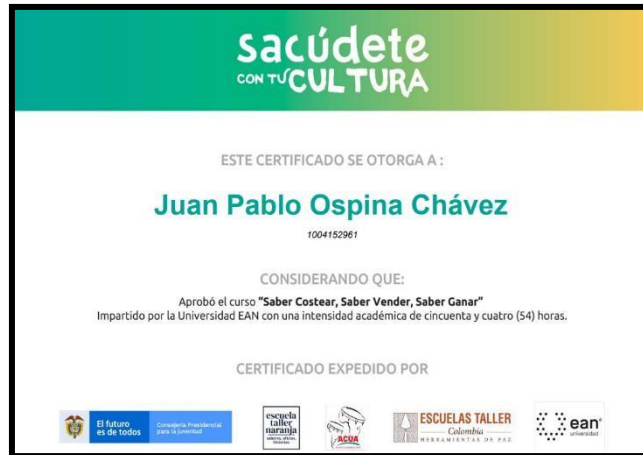 sacúdete
CON TU CULTURA
ESTE CERTIFICADO SE OTORGA A :
Juan Pablo Ospina Chávez
1004152961
CONSIDERANDO QUE:
Aprobó el curso "Saber Costear, Saber Vender, Saber Ganar"
Impartido por la Universidad EAN con una intensidad académica de cincuenta y cuatro (54) horas.
CERTIFICADO EXPEDIDO POR
El futuro
es de todos
Consejería Presidencial
para la Juventud
escuela
taller
naranja
ACUA
ESCUELAS TALLER
Colombia
HERRAMIENTAS DE PAZ
ean
universidad